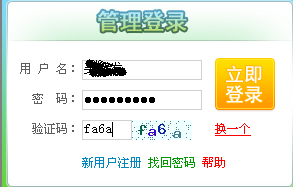 管理登录
用 户 名：
密 码：●●●●●●●●● 立即登录
验证码：fa6a fa6a 换一个
新用户注册 找回密码 帮助